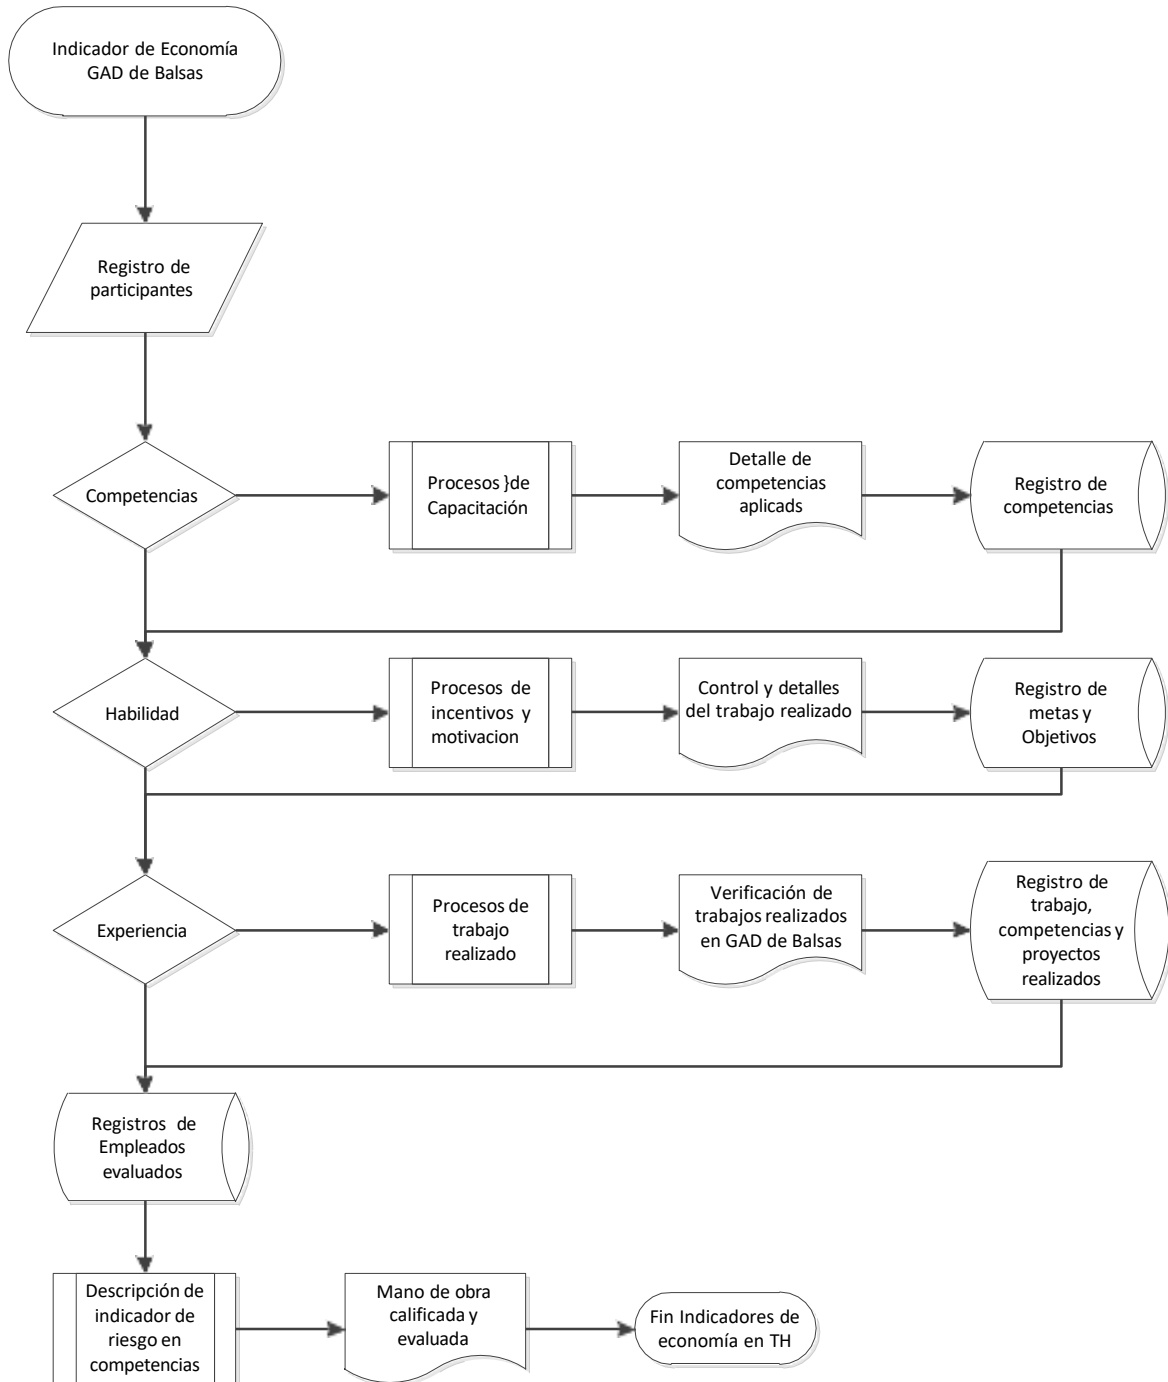 Indicador de Economía
GAD de Balsas
Registro de
participantes
Competencias
Procesos }de
Capacitación
Detalle de
competencias
aplicads
Registro de
competencias
Habilidad
Procesos de
incentivos y
motivacion
Control y detalles
del trabajo realizado
Registro de
metas y
Objetivos
Experiencia
Procesos de
trabajo
realizado
Verificación de
trabajos realizados
en GAD de Balsas
Registro de
trabajo,
competencias y
proyectos
realizados
Registros de
Empleados
evaluados
Descripción de
indicador de
riesgo en
competencias
Mano de obra
calificada y
evaluada
Fin Indicadores de
economía en TH